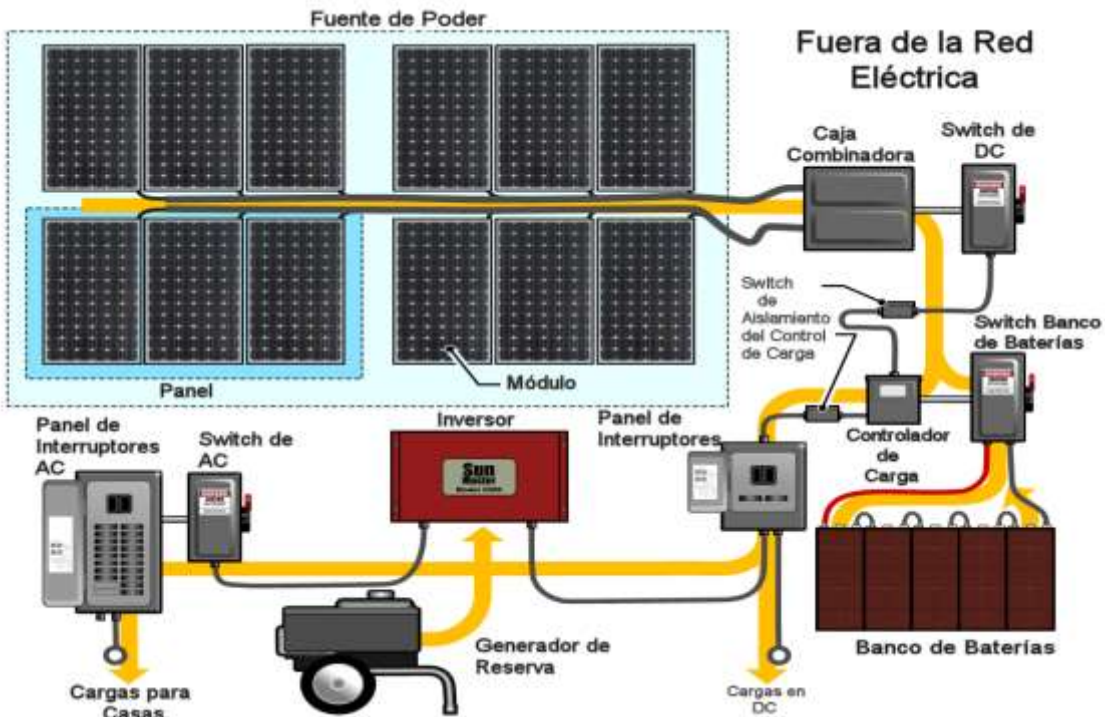 Fuente de Poder
Fuera de la Red
Eléctrica
Caja
Combinadora
Switch de
DC
Switch
de
Aislamiento
del Control
de Carga
Switch Banco
de Baterías
Panel
Módulo
Panel de
Interruptores
AC
Switch de
AC
Inversor
Sun
Panel de
Interruptores
Controlador
de
Carga
Generador de
Reserva
Banco de Baterías
Cargas para
Casas
Cargas en
DC